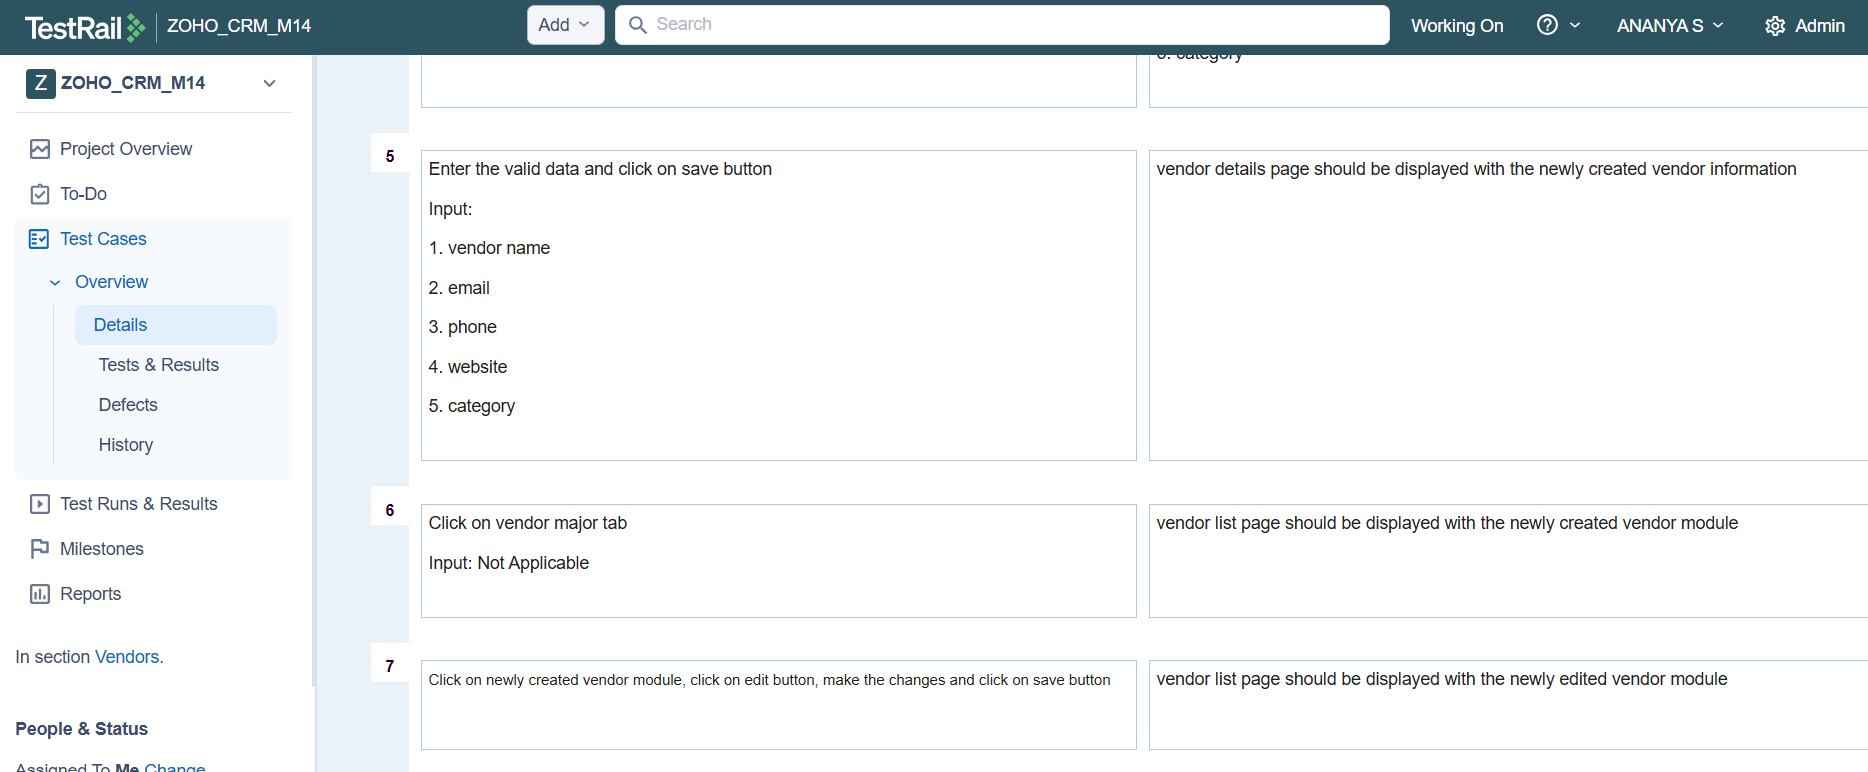 TestRail ZOHO_CRM_M14 Add Search Working On ANANYA S Admin
Z ZOHO_CRM_M14
Project Overview
To-Do
Test Cases
Overview
Details
Tests & Results
Defects
History
Test Runs & Results
Milestones
Reports
In section Vendors.
People & Status
Assigned To Me Change
category
5
Enter the valid data and click on save button
Input:
1. vendor name
2. email
3. phone
4. website
5. category
vendor details page should be displayed with the newly created vendor information
6
Click on vendor major tab
Input: Not Applicable
vendor list page should be displayed with the newly created vendor module
7
Click on newly created vendor module, click on edit button, make the changes and click on save button
vendor list page should be displayed with the newly edited vendor module